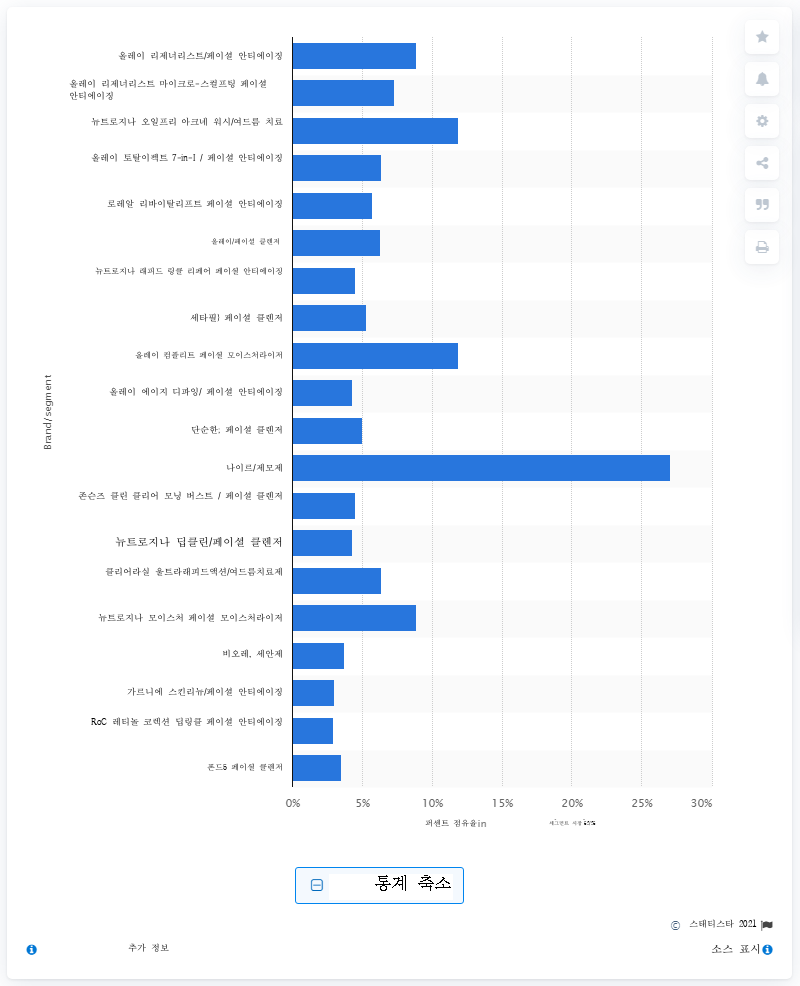 올레이 리제너리스트/페이셜 안티에이징
올레이 리제너리스트 마이크로-스컬프팅 페이셜
안티에이징
뉴트로지나 오일프리 아크네 워시/여드름 치료
올레이 토탈이펙트 7-in-1 / 페이셜 안티에이징
로레알 리바이탈리프트 페이셜 안티에이징
올레이/페이셜 클렌저
뉴트로지나 래피드 링클 리페어 페이셜 안티에이징
세타필) 페이셜 클렌저
올레이 컴플리트 페이셜 모이스처라이저
올레이 에이지 디파잉/ 페이셜 안티에이징
Brand/segment
단순한; 페이셜 클렌저
나이르/제모제
존슨즈 클린 클리어 모닝 버스트 / 페이셜 클렌저
뉴트로지나 딥클린/페이셜 클렌저
클리어라실 울트라래피드액션/여드름치료제
뉴트로지나 모이스처 페이셜 모이스처라이저
비오레, 세안제
가르니에 스킨리뉴/페이셜 안티에이징
RoC 레티놀 코렉션 딥링클 페이셜 안티에이징
폰드S 페이셜 클렌저
0% 5% 10% 15% 20% 25% 30%
퍼센트 점유율in 세그먼트 시장
통계 축소
© 스태티스타 2021
추가 정보 소스 표시